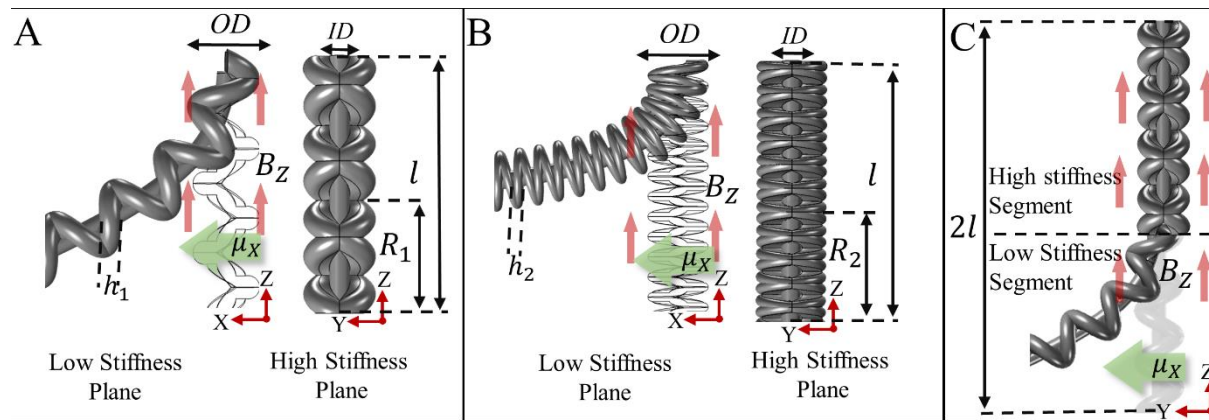 A
OD
ID
B_Z
l
R_1
h_1
μ_X
Z
Z
X
Y
Low Stiffness
Plane
High Stiffness
Plane
B
OD
ID
B_Z
l
R_2
h_2
μ_X
Z
Z
X
Y
Low Stiffness
Plane
High Stiffness
Plane
C
2l
High stiffness
Segment
Low Stiffness
Segment
B_Z
μ_X
Z
Y